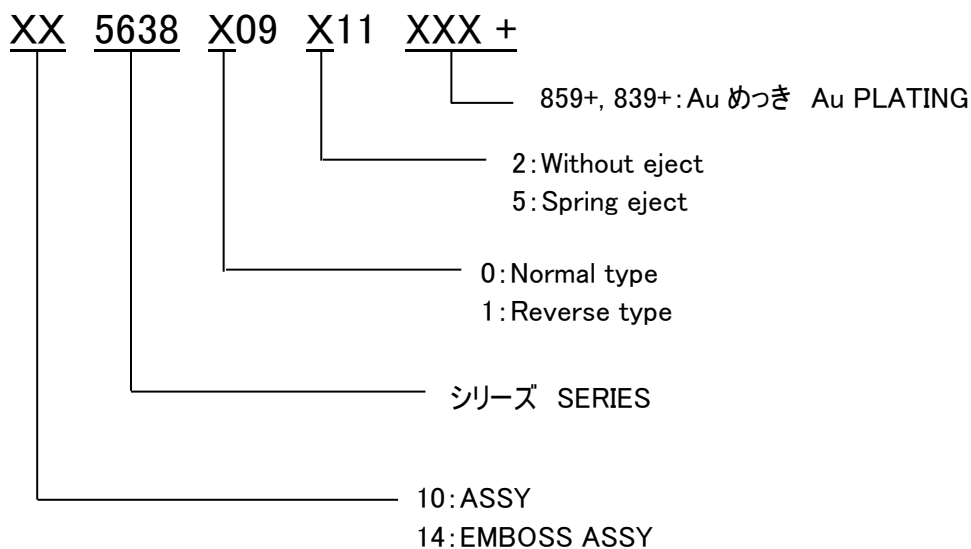 XX 5638 X09 X11 XXX +
859+, 839+:Au めっき Au PLATING
2:Without eject
5:Spring eject
0:Normal type
1:Reverse type
シリーズ SERIES
10:ASSY
14:EMBOSS ASSY